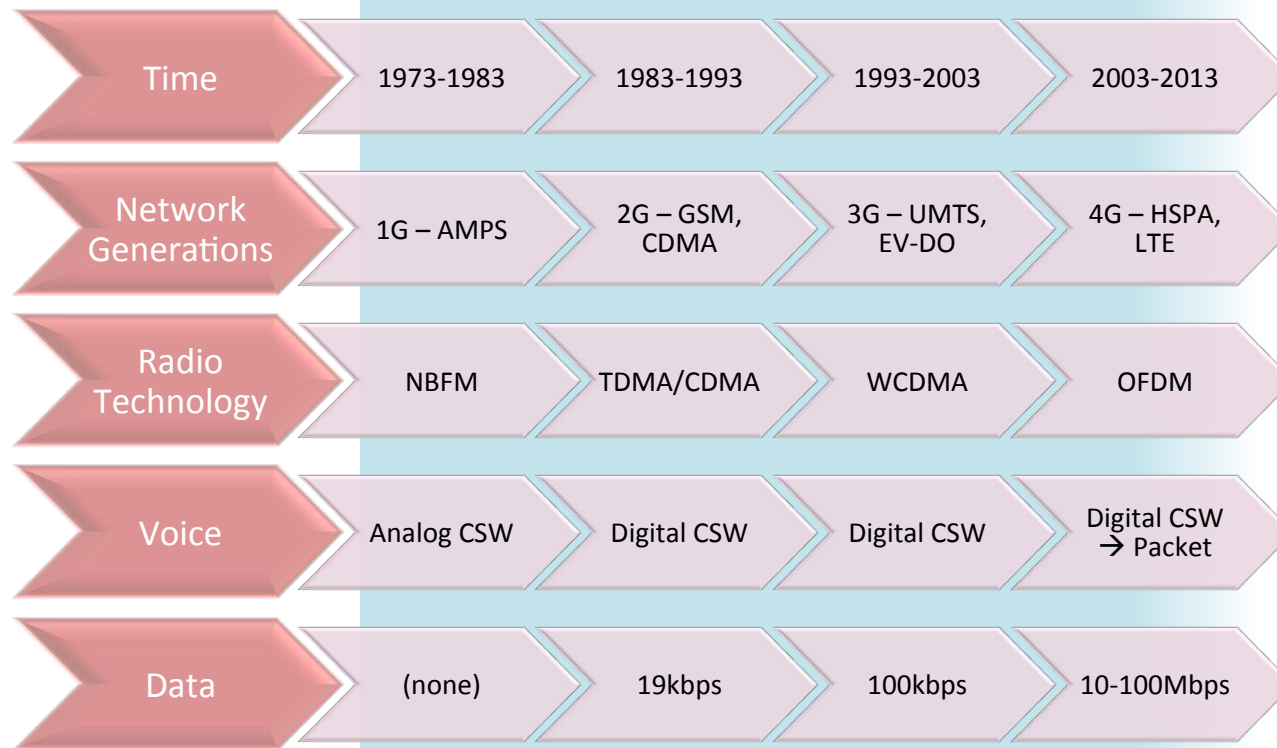 Time
1973-1983
1983-1993
1993-2003
2003-2013
Network
Generations
1G – AMPS
2G – GSM,
CDMA
3G – UMTS,
EV-DO
4G – HSPA,
LTE
Radio
Technology
NBFM
TDMA/CDMA
WCDMA
OFDM
Voice
Analog CSW
Digital CSW
Digital CSW
Digital CSW
→ Packet
Data
(none)
19kbps
100kbps
10-100Mbps